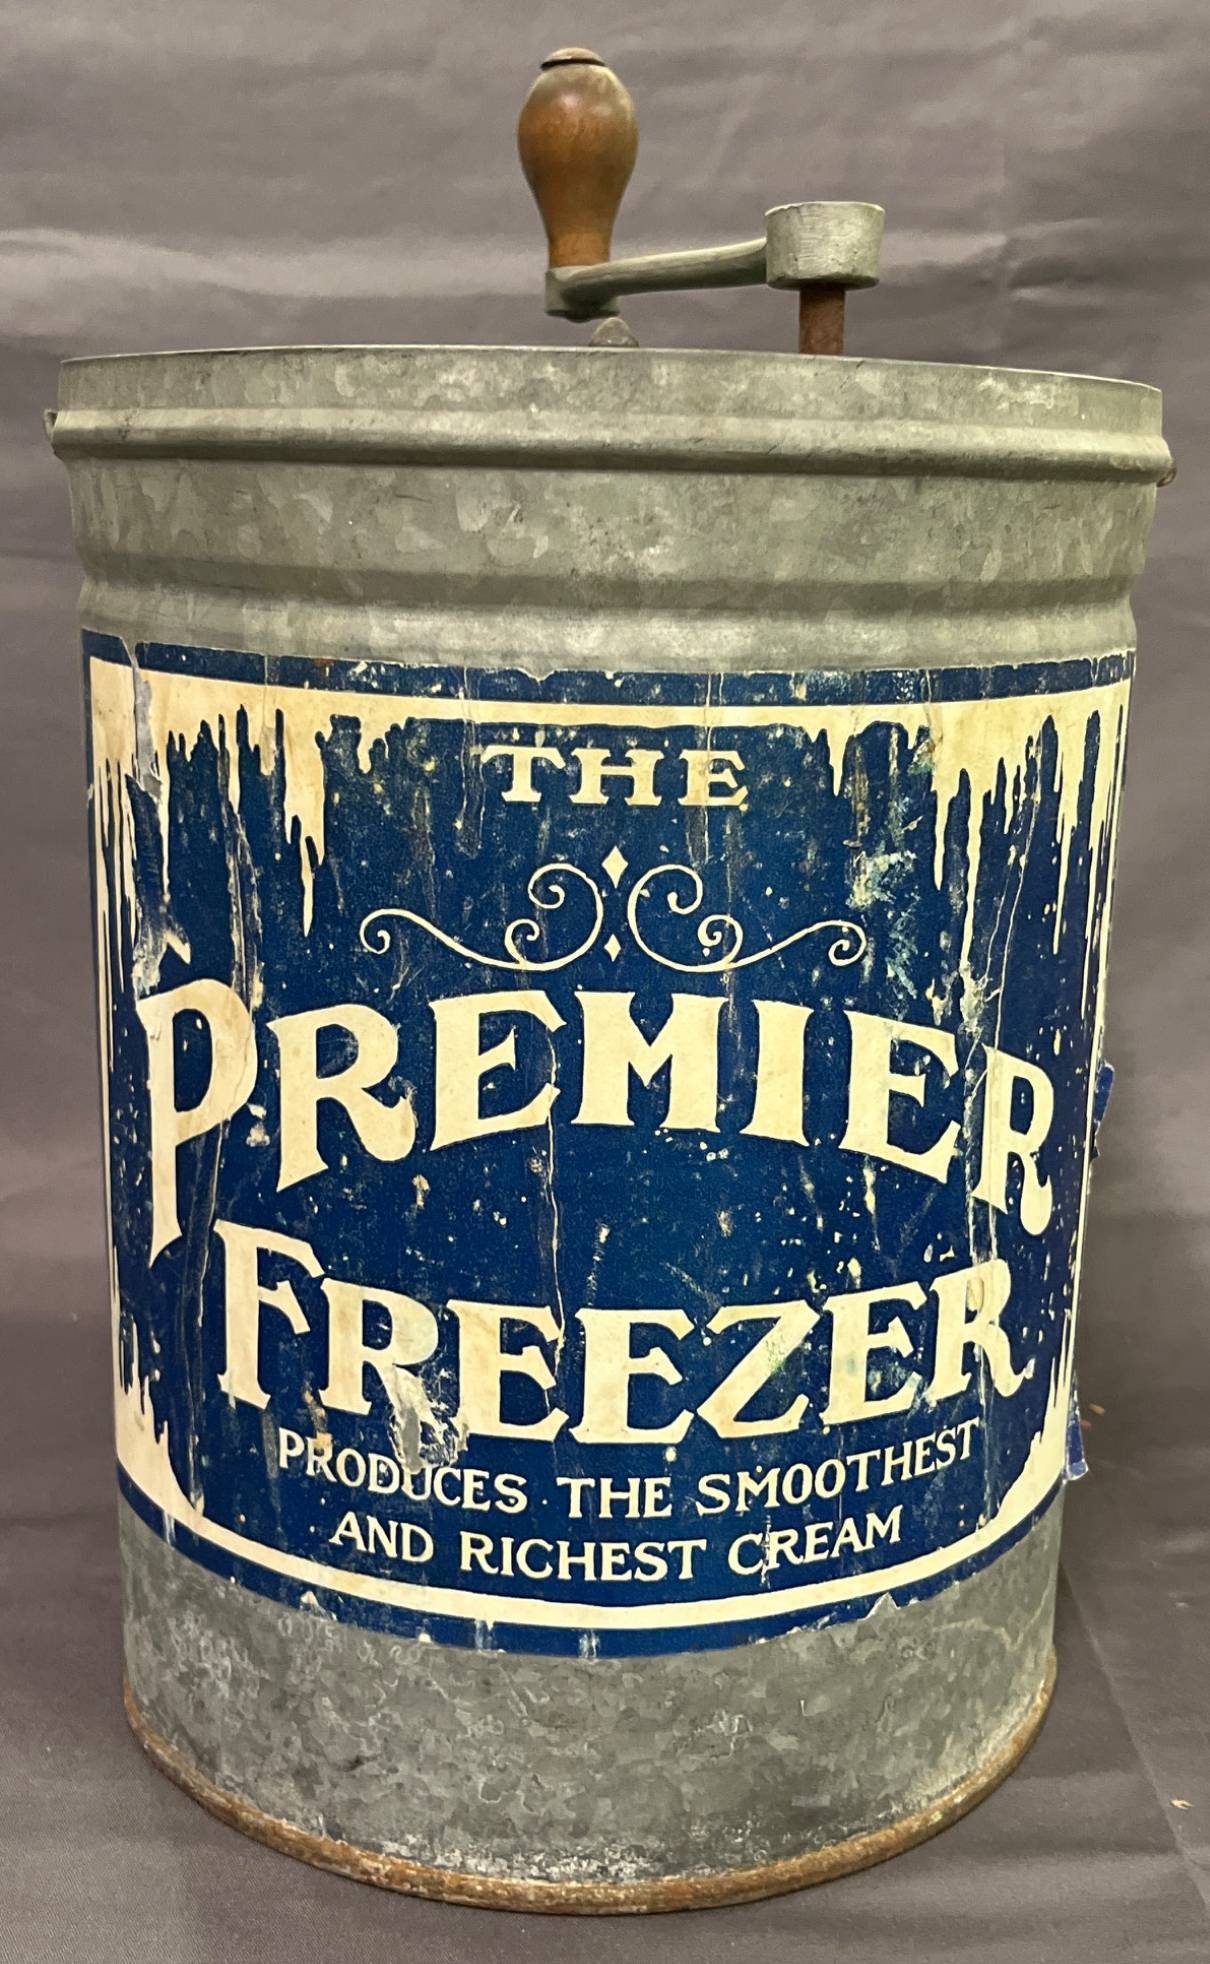 THE
PREMIER
FREEZER
PRODUCES THE SMOOTHEST
AND RICHEST CREAM